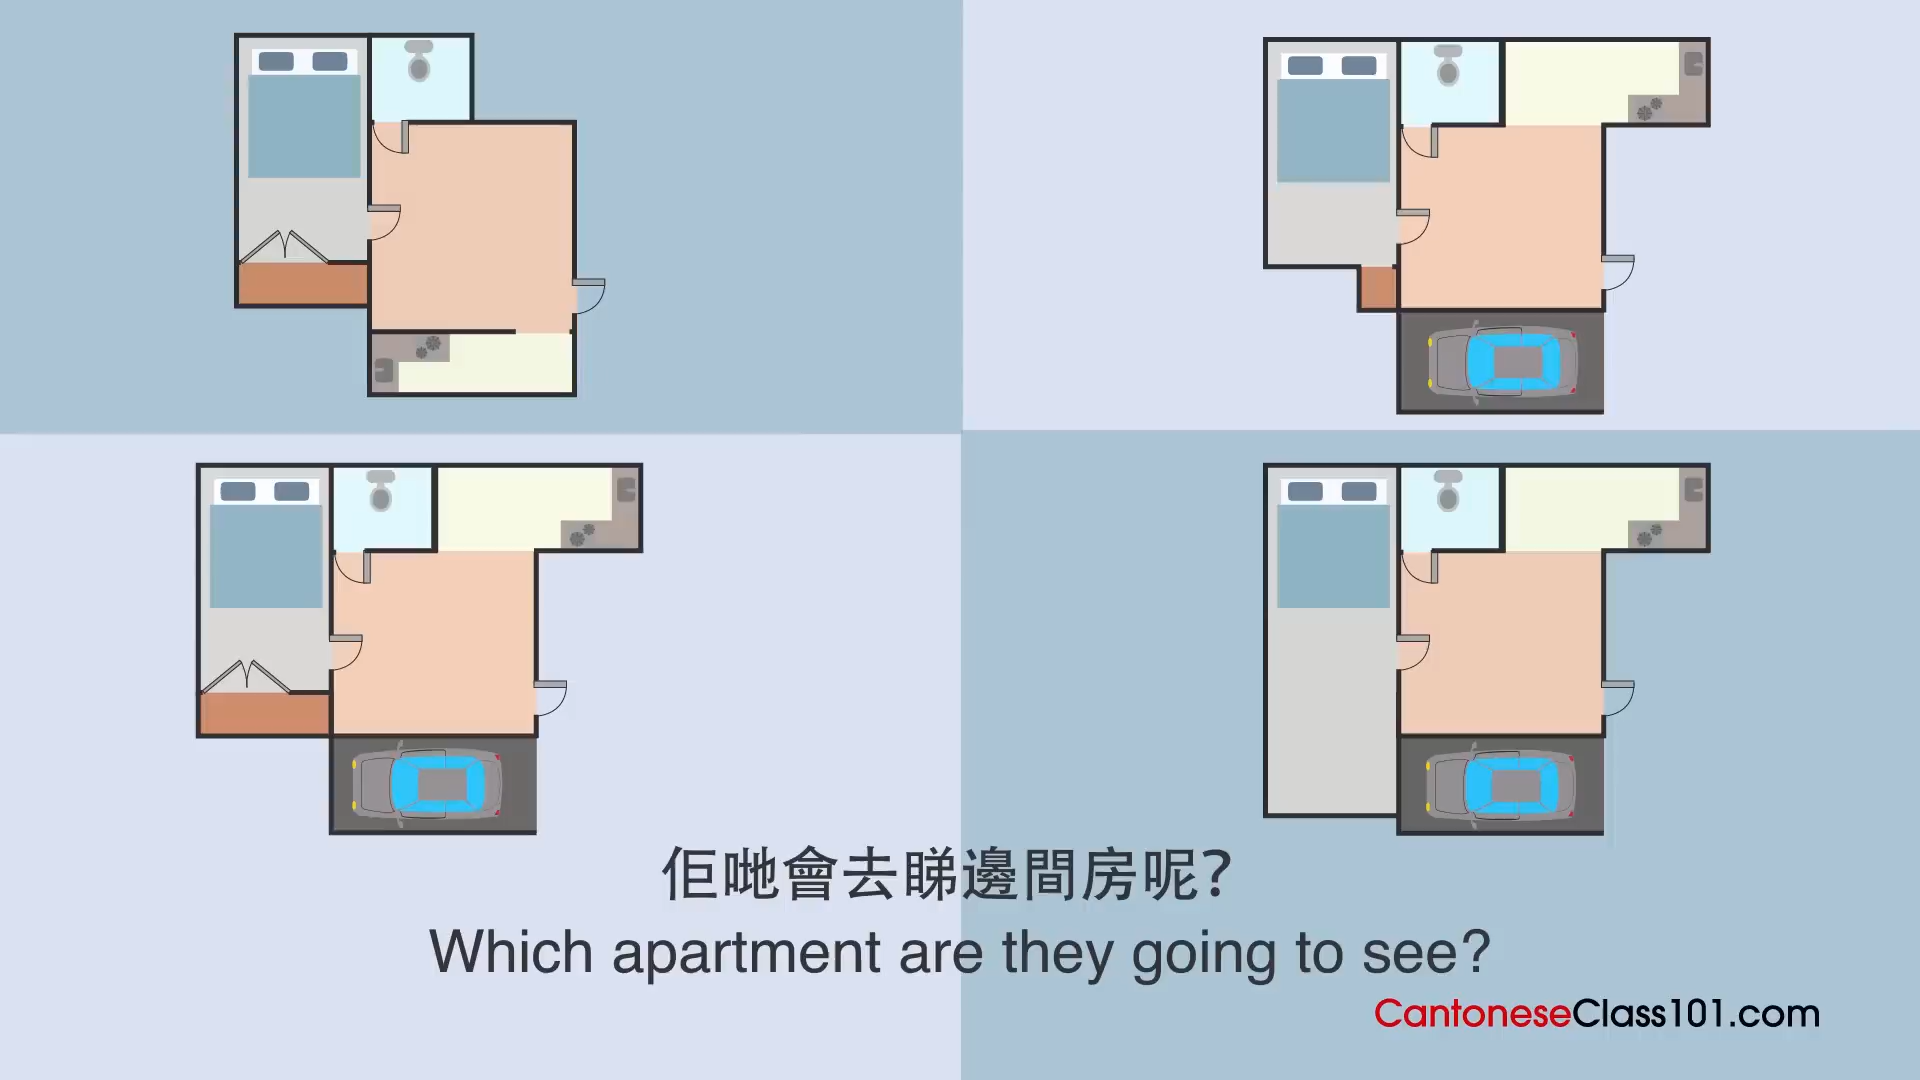 佢哋會去睇邊間房呢？
Which apartment are they going to see?
CantoneseClass101.com